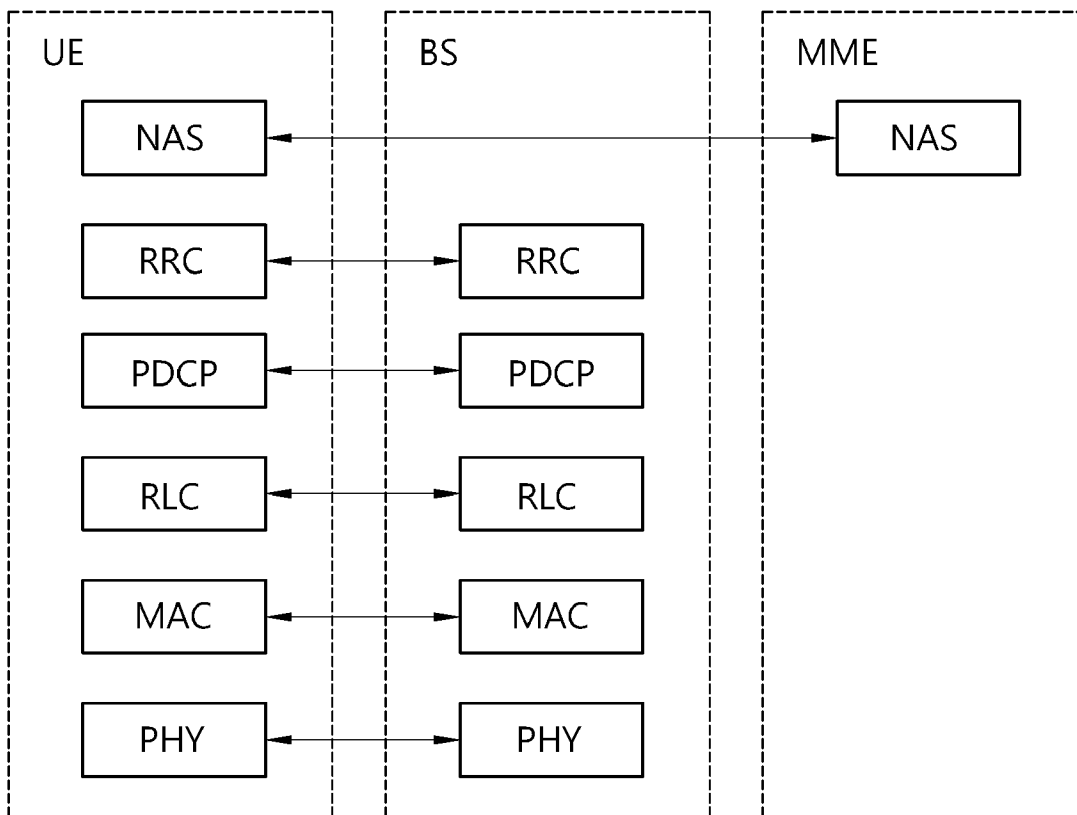 UE BS MME
NAS NAS
RRC RRC
PDCP PDCP
RLC RLC
MAC MAC
PHY PHY